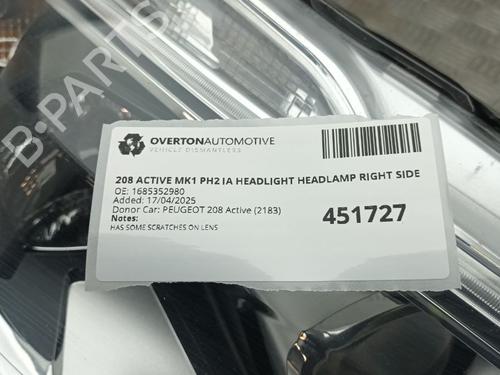 B-PARTS
OVERTONAUTOMOTIVE
VEHICLE DISMANTLERS
208 ACTIVE MK1 PH2 IA HEADLIGHT HEADLAMP RIGHT SIDE
OE: 1685352980
Added: 17/04/2025
Donor Car: PEUGEOT 208 Active (2183)
Notes:
HAS SOME SCRATCHES ON LENS
451727